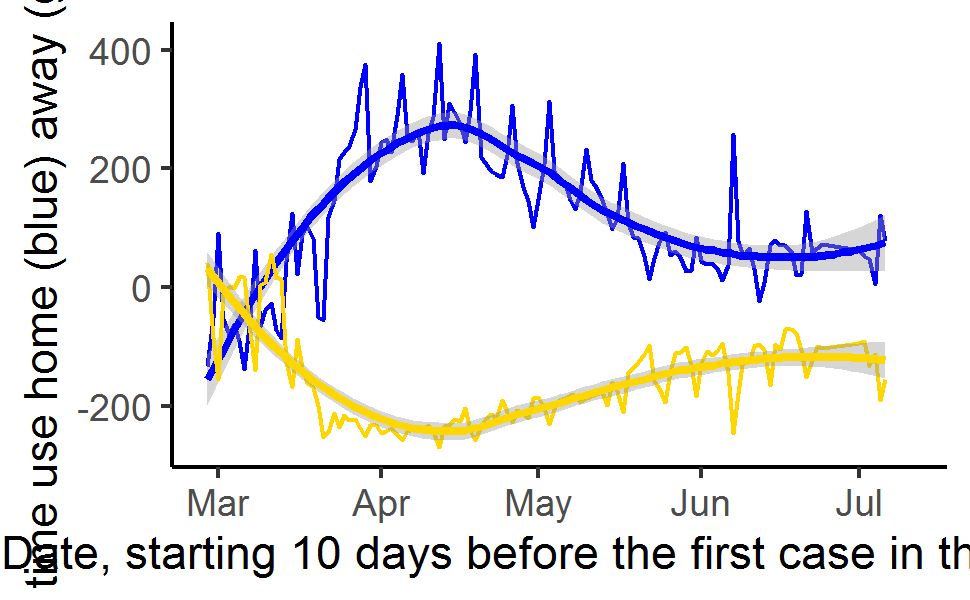 time use home (blue) away (
400
200
0
-200
Mar Apr May Jun Jul
Date, starting 10 days before the first case in th